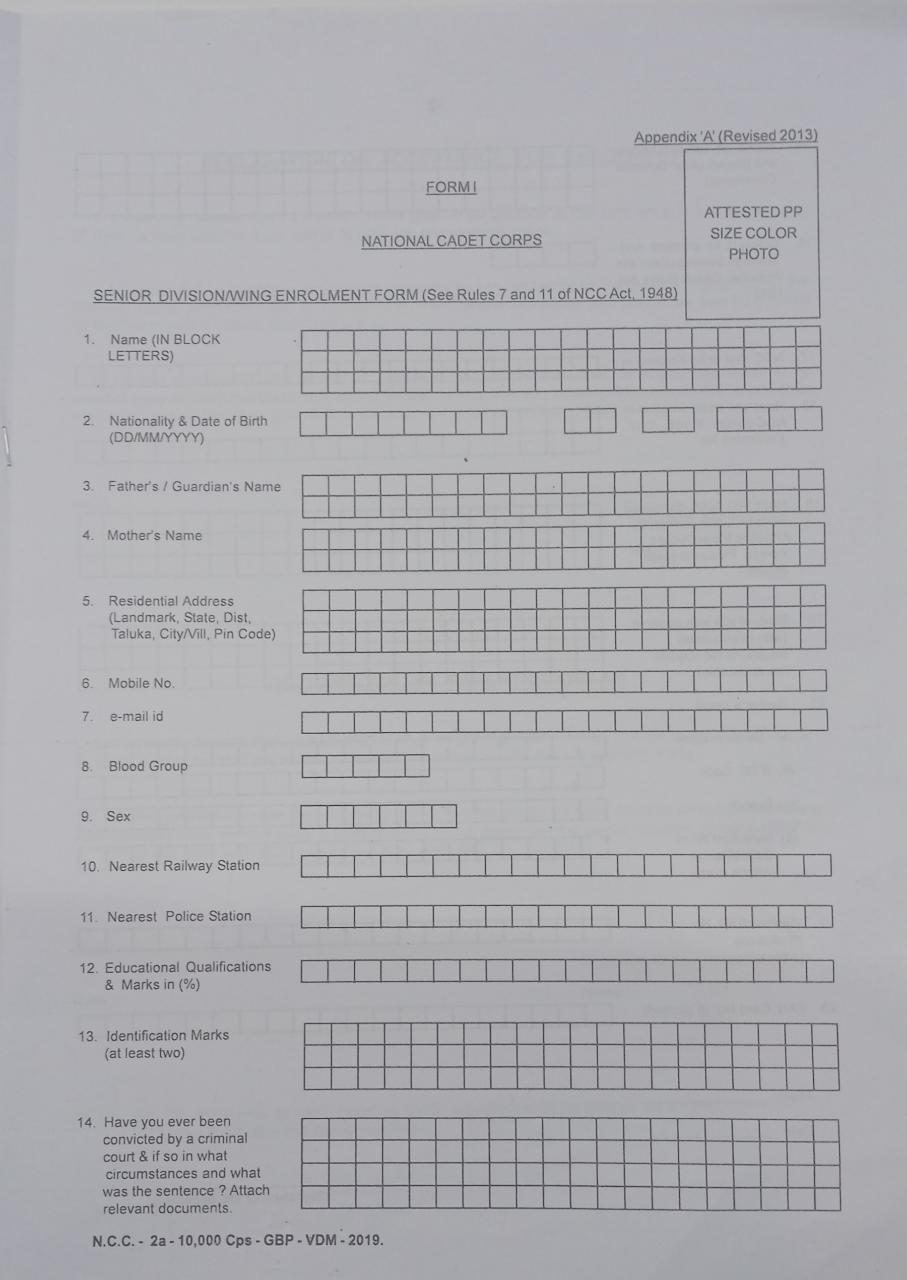 Appendix 'A' (Revised 2013)
FORM I
ATTESTED PP
SIZE COLOR
PHOTO
NATIONAL CADET CORPS
SENIOR DIVISION/WING ENROLMENT FORM (See Rules 7 and 11 of NCC Act, 1948)
1. Name (IN BLOCK
LETTERS)
2. Nationality & Date of Birth
(DD/MM/YYYY)
3. Father's / Guardian's Name
4. Mother's Name
5. Residential Address
(Landmark, State, Dist,
Taluka, City/Vill, Pin Code)
6. Mobile No.
7. e-mail id
8. Blood Group
9. Sex
10. Nearest Railway Station
11. Nearest Police Station
12. Educational Qualifications
& Marks in (%)
13. Identification Marks
(at least two)
14. Have you ever been
convicted by a criminal
court & if so in what
circumstances and what
was the sentence ? Attach
relevant documents.
N.C.C. - 2a - 10,000 Cps - GBP - VDM - 2019.